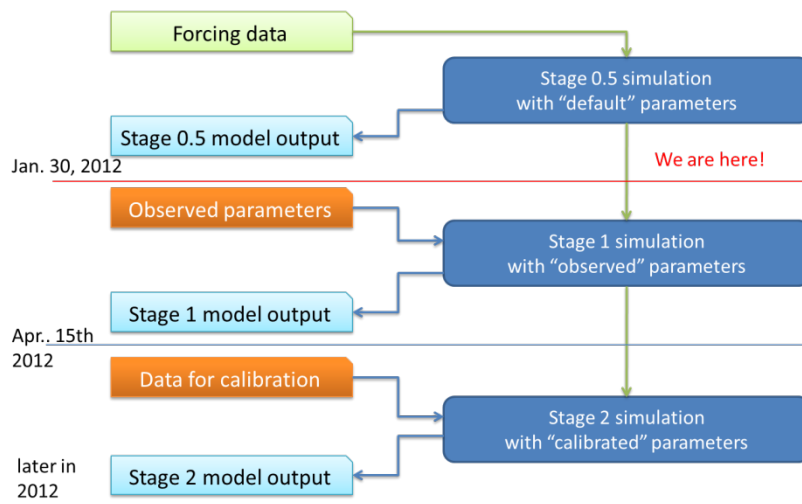 Forcing data
Stage 0.5 simulation
with “default” parameters
Stage 0.5 model output
Jan. 30, 2012
We are here!
Observed parameters
Stage 1 simulation
with “observed” parameters
Stage 1 model output
Apr.. 15th
2012
Data for calibration
Stage 2 simulation
with “calibrated” parameters
later in
2012
Stage 2 model output